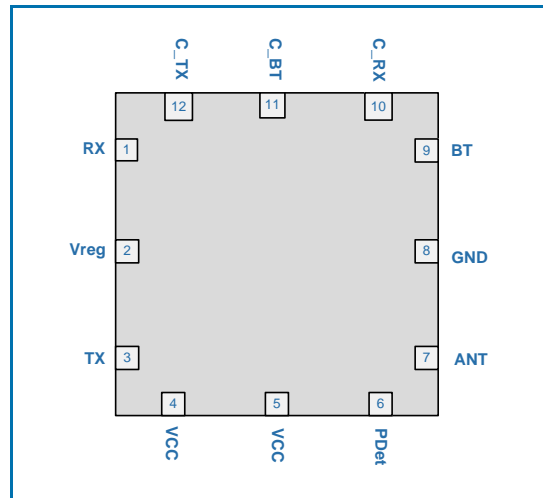 C_TX
C_BT
C_RX
12
11
10
RX
1
9
BT
Vreg
2
8
GND
TX
3
7
ANT
4
5
6
VCC
VCC
PDet